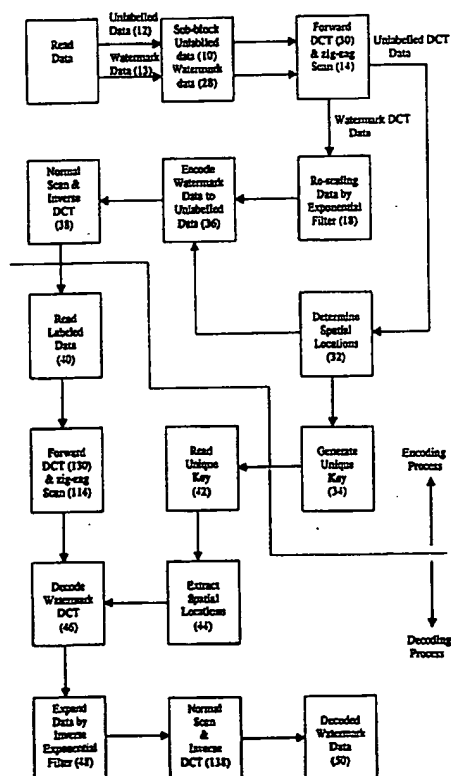 Read
Data
Unlabelled
Data (12)
Watermark
Data (13)
Sub-block
Unlablled
data (10)
Watermark
data (28)
Forward
DCT (30)
& zig-zag
Scan (14)
Unlabelled DCT
Data
Watermark DCT
Data
Normal
Scan &
Inverse
DCT
(38)
Encode
Watermark
Data to
Unlabelled
Data (36)
Re-scaling
Data by
Exponential
Filter (18)
Read
Labeled
Data
(40)
Determine
Spatial
Locations
(32)
Forward
DCT (130)
& zig-zag
Scan (114)
Read
Unique
Key
(42)
Generate
Unique
Key
(34)
Encoding
Process
Decode
Watermark
DCT
(46)
Extract
Spatial
Locations
(44)
Decoding
Process
Expand
Data by
Inverse
Exponential
Filter (48)
Normal
Scan
&
Inverse
DCT (138)
Decoded
Watermark
Data
(50)